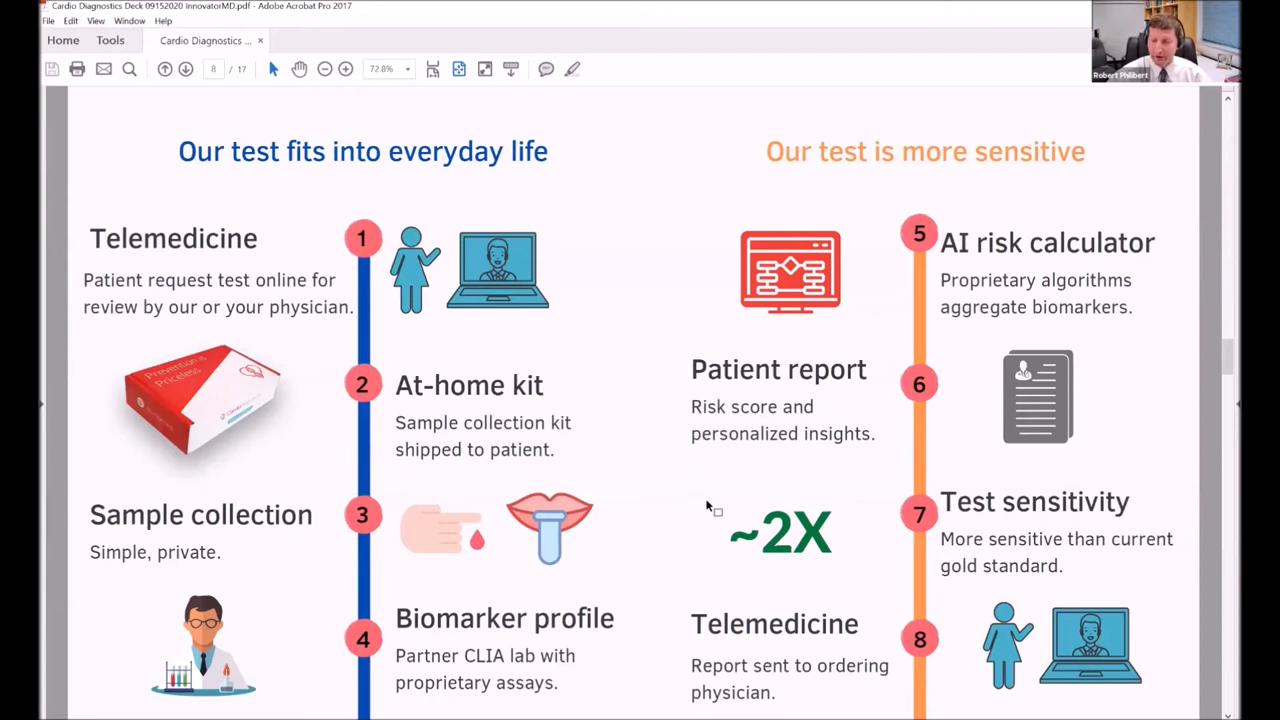 Cardio Diagnostics Deck 09152020 InnovatorMD.pdf - Adobe Acrobat Pro 2017
File Edit View Window Help
Home Tools Cardio Diagnostics ... ×
8 / 17 72.8%
Robert Philibert
Our test fits into everyday life
Telemedicine
1
Patient request test online for
review by our or your physician.
Prevention is
Priceless
2
At-home kit
Sample collection kit
shipped to patient.
Sample collection
3
Simple, private.
4
Biomarker profile
Partner CLIA lab with
proprietary assays.
Our test is more sensitive
5
AI risk calculator
Proprietary algorithms
aggregate biomarkers.
Patient report
6
Risk score and
personalized insights.
~2X
7
Test sensitivity
More sensitive than current
gold standard.
Telemedicine
8
Report sent to ordering
physician.